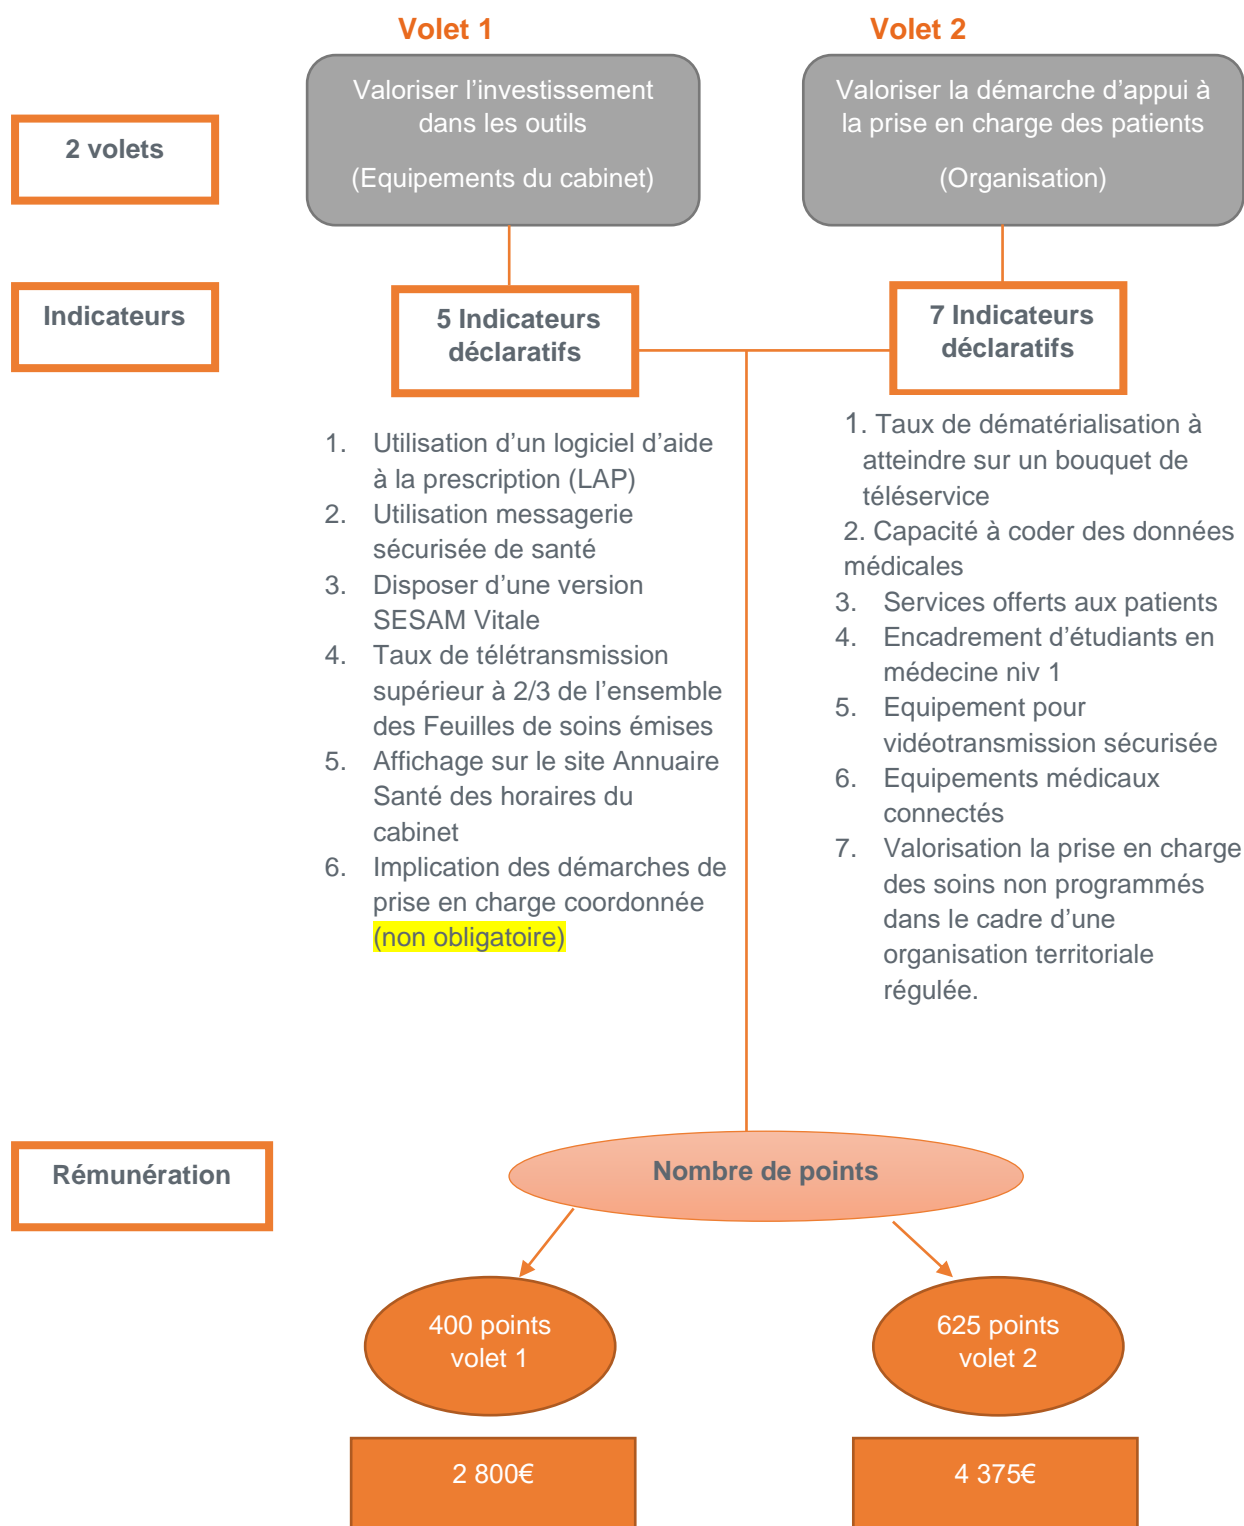 Volet 1
Volet 2
2 volets
Valoriser l’investissement
dans les outils
(Equipements du cabinet)
Valoriser la démarche d’appui à
la prise en charge des patients
(Organisation)
Indicateurs
5 Indicateurs
déclaratifs
7 Indicateurs
déclaratifs
1. Utilisation d’un logiciel d’aide
à la prescription (LAP)
2. Utilisation messagerie
sécurisée de santé
3. Disposer d’une version
SESAM Vitale
4. Taux de télétransmission
supérieur à 2/3 de l’ensemble
des Feuilles de soins émises
5. Affichage sur le site Annuaire
Santé des horaires du
cabinet
6. Implication des démarches de
prise en charge coordonnée
(non obligatoire)
1. Taux de dématérialisation à
atteindre sur un bouquet de
téléservice
2. Capacité à coder des données
médicales
3. Services offerts aux patients
4. Encadrement d’étudiants en
médecine niv 1
5. Equipement pour
vidéotransmission sécurisée
6. Equipements médicaux
connectés
7. Valorisation la prise en charge
des soins non programmés
dans le cadre d’une
organisation territoriale
régulée.
Rémunération
Nombre de points
400 points
volet 1
625 points
volet 2
2 800€
4 375€